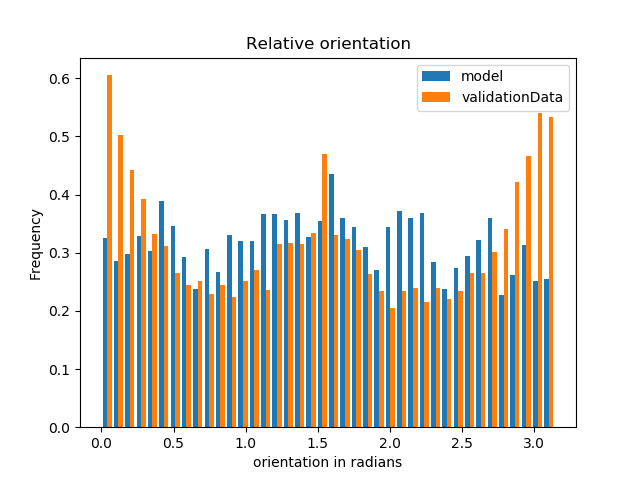 Relative orientation
model
validationData
0.6
0.5
0.4
0.3
0.2
0.1
0.0
Frequency
0.0 0.5 1.0 1.5 2.0 2.5 3.0
orientation in radians